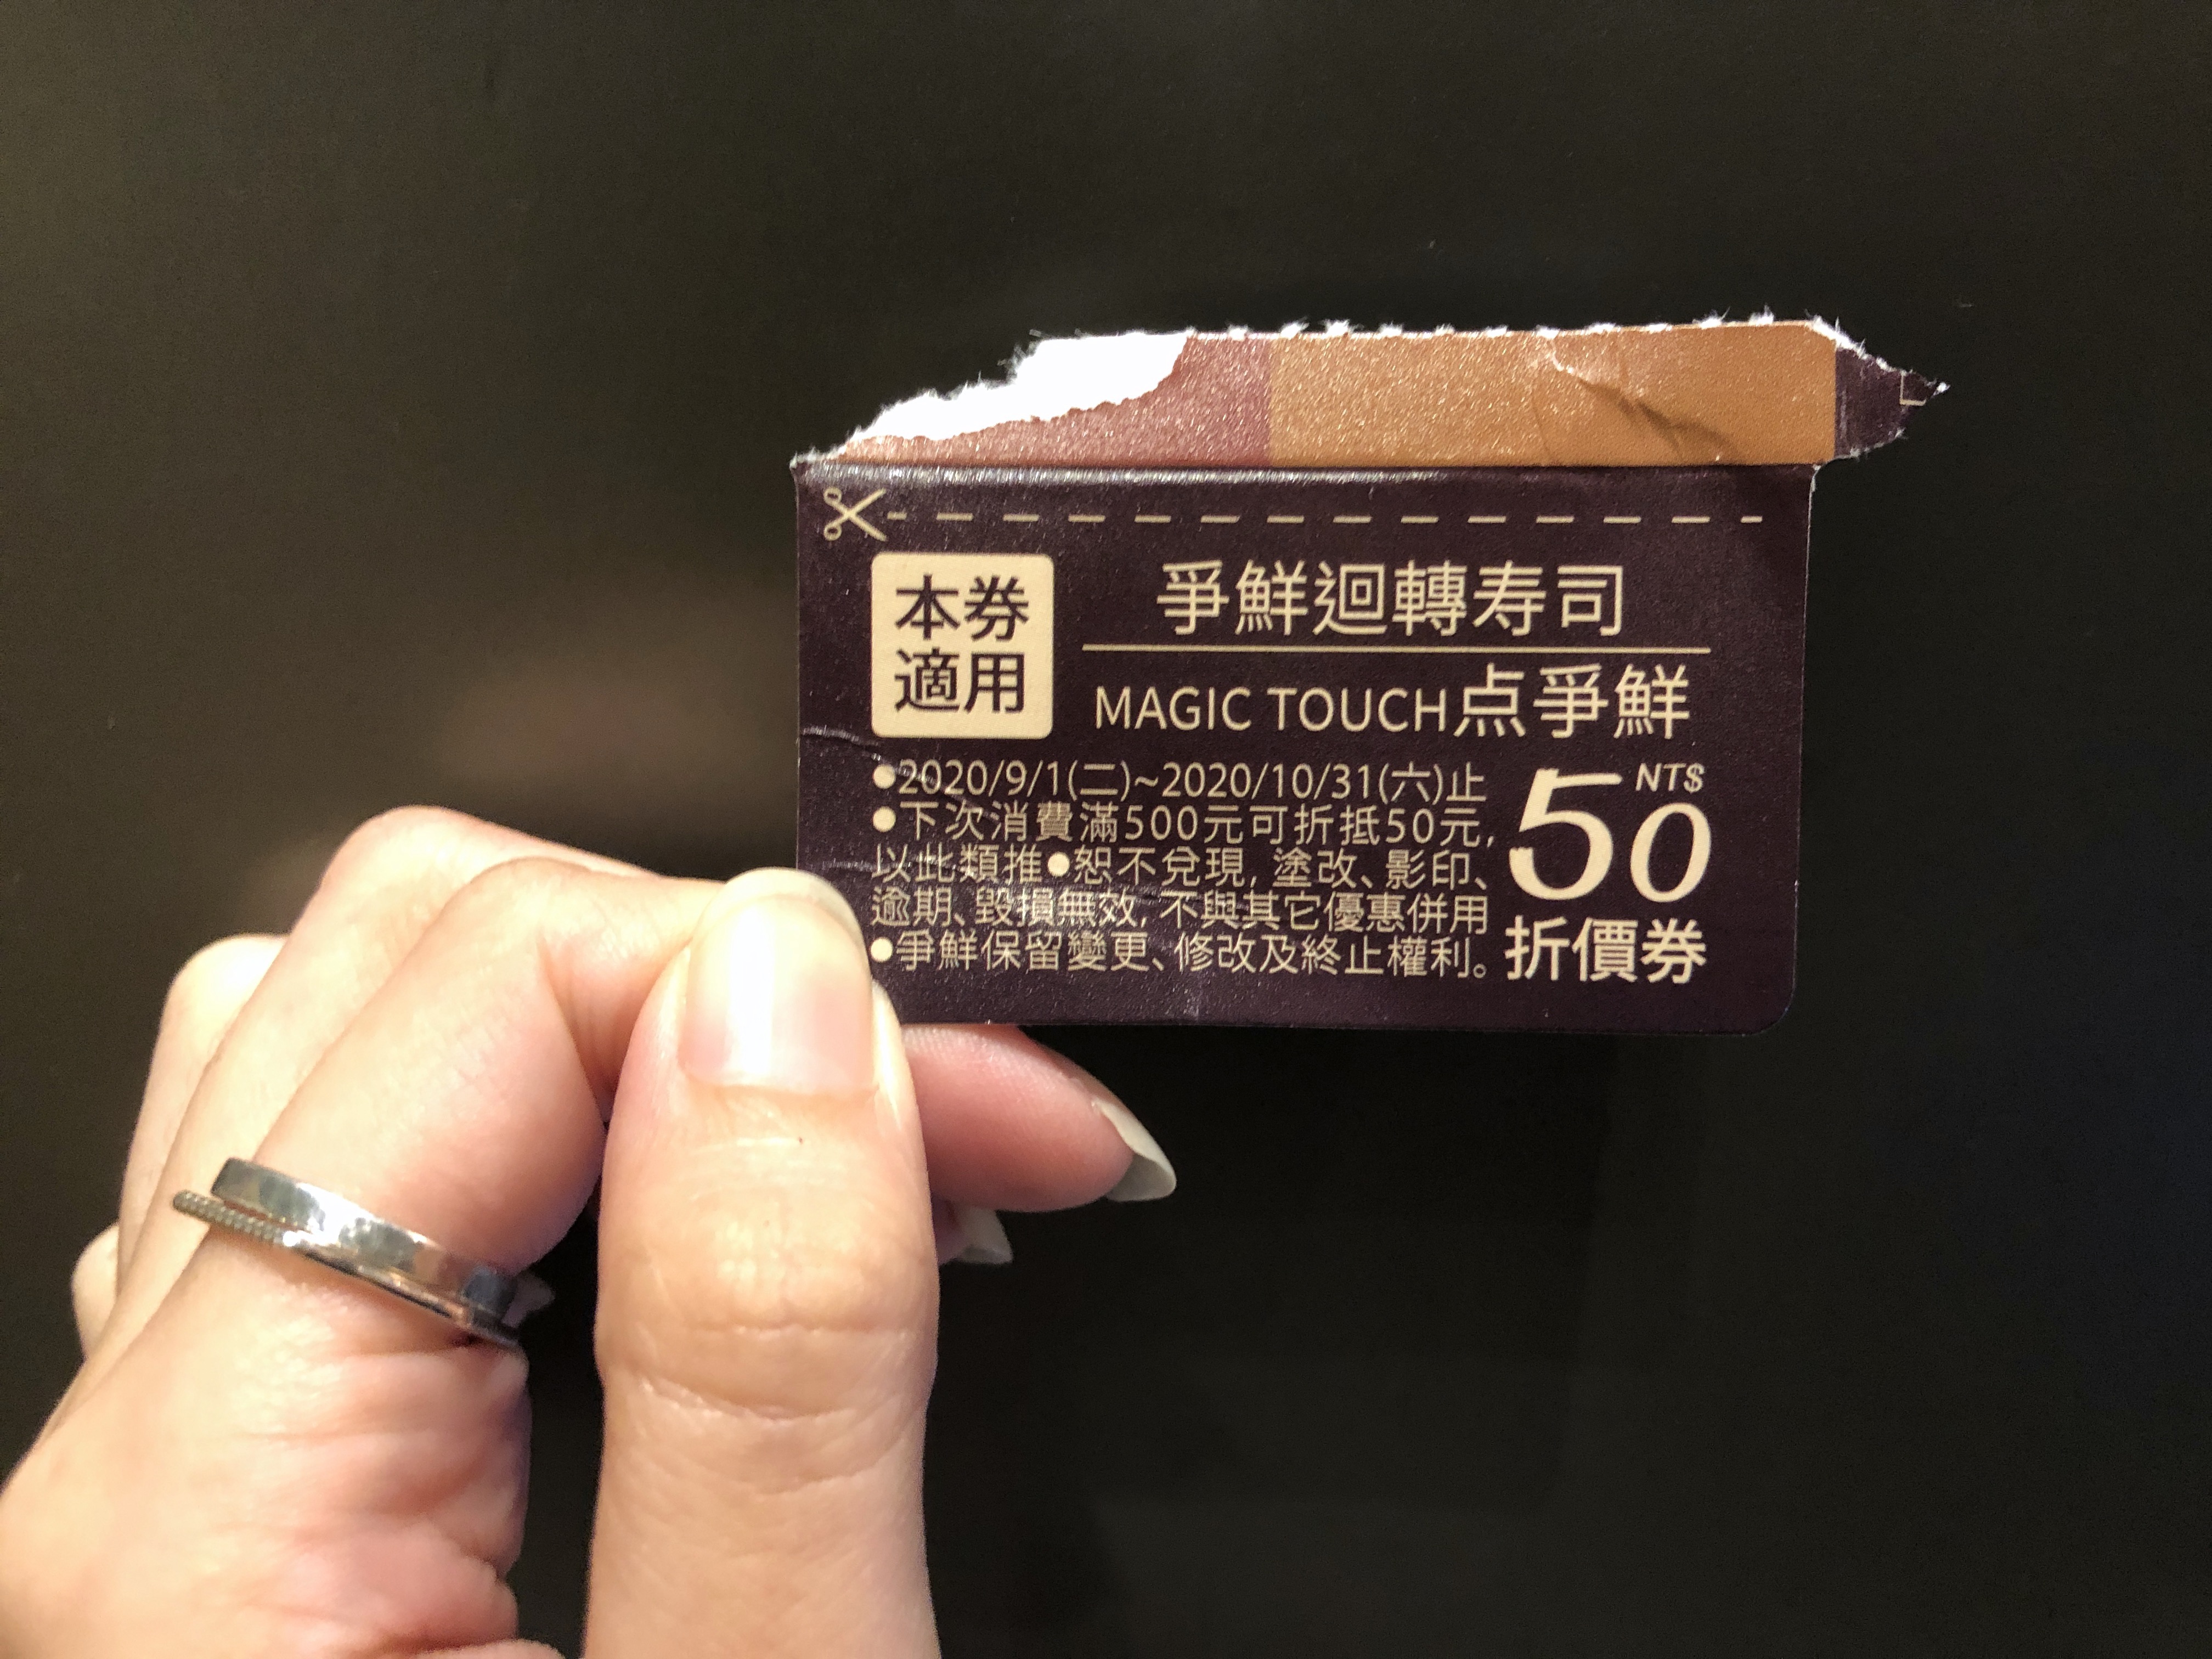 本券
適用
爭鮮迴轉寿司
MAGIC TOUCH点爭鮮
●2020/9/1(二)~2020/10/31(六)止
●下次消費滿500元可折抵50元,
以此類推●恕不兌現, 塗改、影印、
逾期、毀損無效, 不與其它優惠併用
●爭鮮保留變更、修改及終止權利。
NT$
50
折價券